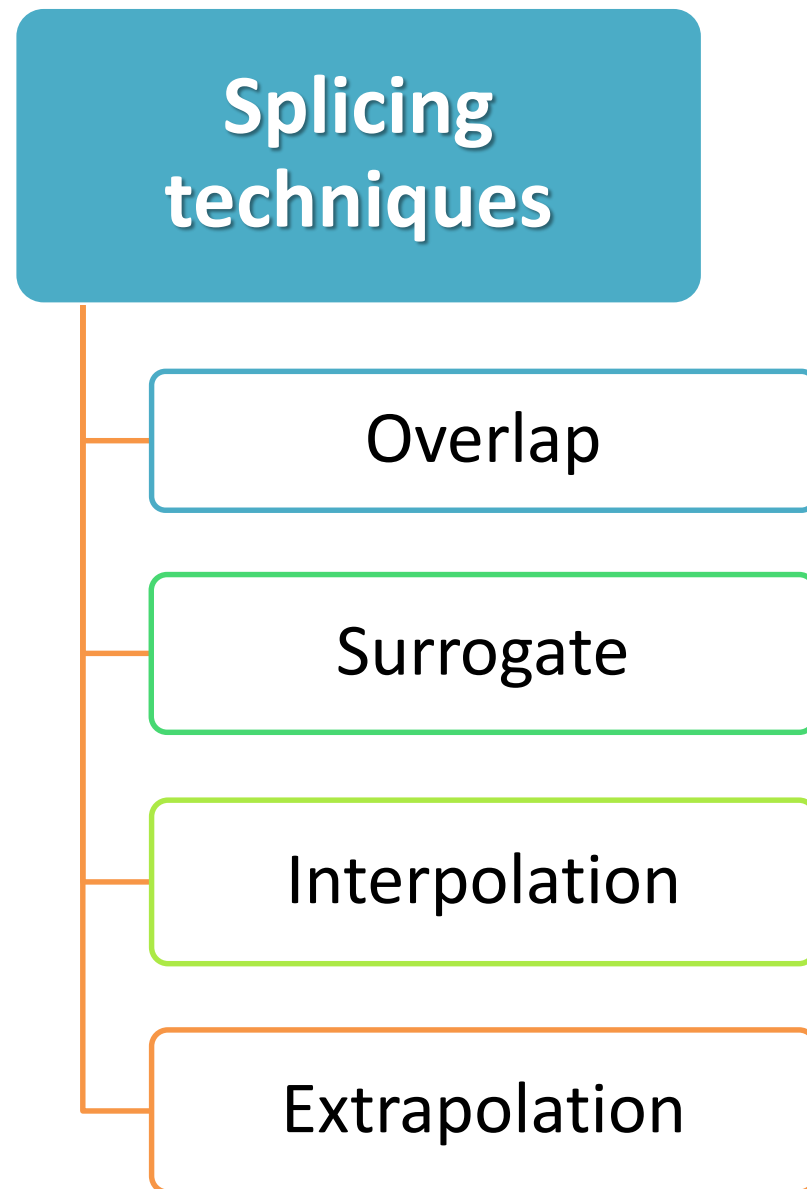 Splicing
techniques
Overlap
Surrogate
Interpolation
Extrapolation